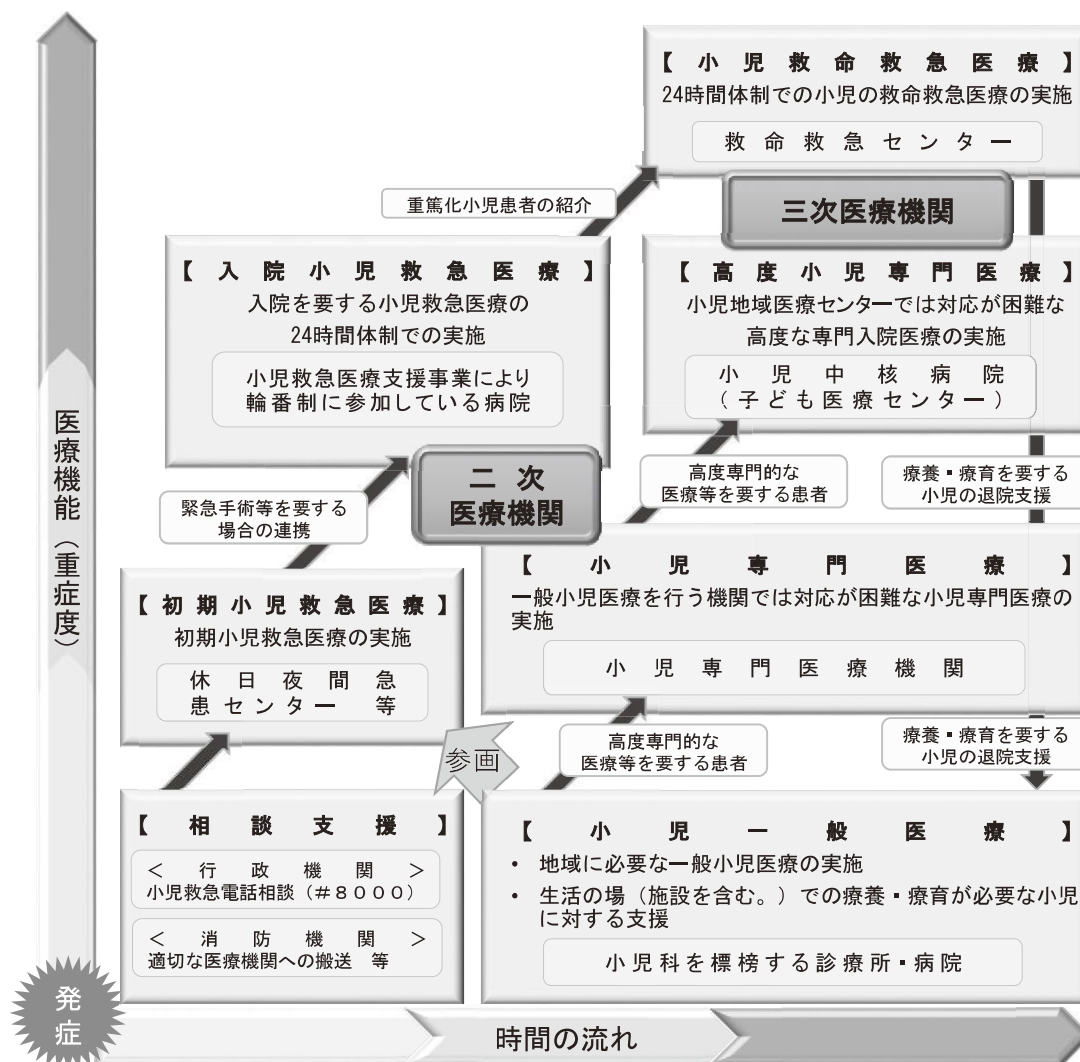 【小児救命救急医療】
24時間体制での小児の救命救急医療の実施
救命救急センター
三次医療機関
重篤化小児患者の紹介
【入院小児救急医療】
入院を要する小児救急医療の
24時間体制での実施
小児救急医療支援事業により
輪番制に参加している病院
【高度小児専門医療】
小児地域医療センターでは対応が困難な
高度な専門入院医療の実施
小児中核病院
(子ども医療センター)
二次
医療機関
高度専門的な
医療等を要する患者
療養・療育を要する
小児の退院支援
緊急手術等を要する
場合の連携
【小児専門医療】
一般小児医療を行う機関では対応が困難な小児専門医療の
実施
小児専門医療機関
【初期小児救急医療】
初期小児救急医療の実施
休日夜間急
患センター等
参画
高度専門的な
医療等を要する患者
療養・療育を要する
小児の退院支援
【相談支援】
<行政機関>
小児救急電話相談(#8000)
<消防機関>
適切な医療機関への搬送 等
【小児一般医療】
• 地域に必要な一般小児医療の実施
• 生活の場(施設を含む。)での療養・療育が必要な小児
に対する支援
小児科を標榜する診療所・病院
医療機能(重症度)
発症
時間の流れ